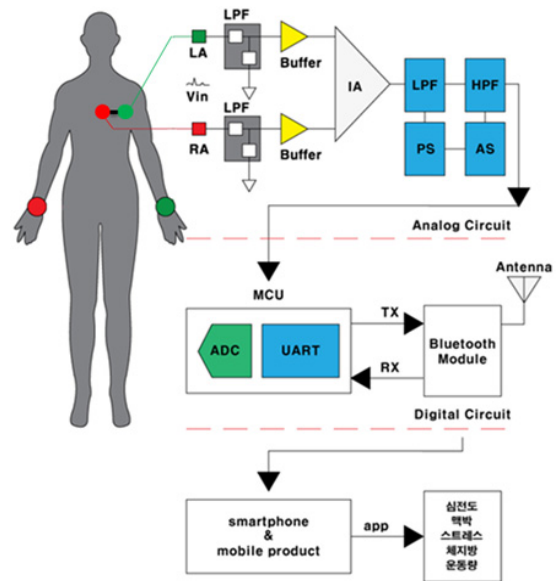 LPF
LA
Buffer
Vin
LPF
RA
Buffer
IA
LPF
HPF
PS
AS
Analog Circuit
MCU
ADC
UART
TX
RX
Bluetooth
Module
Antenna
Digital Circuit
smartphone
&
mobile product
app
심전도
맥박
스트레스
체지방
운동량